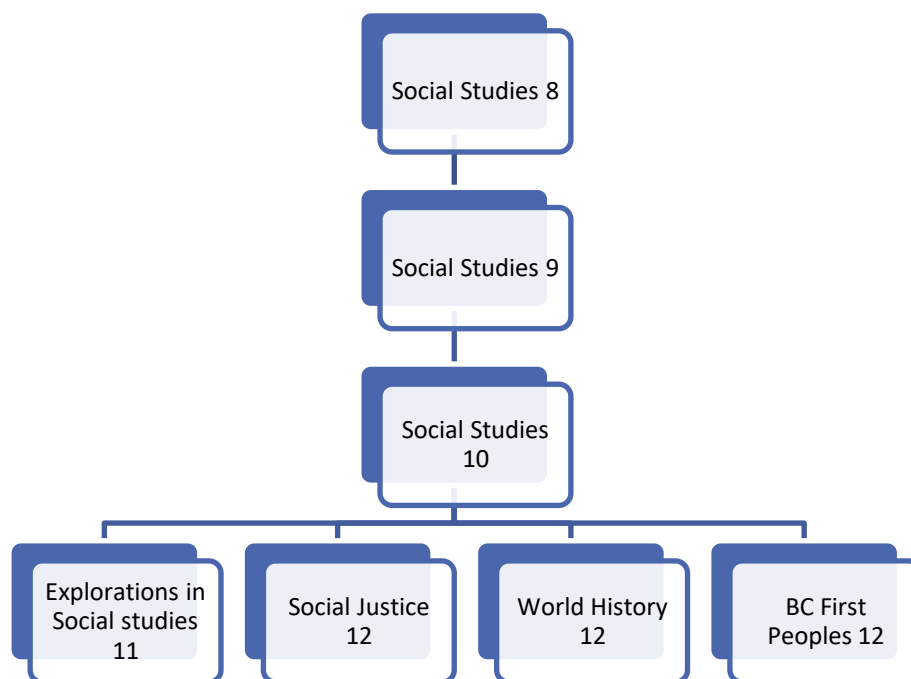 Social Studies 8
Social Studies 9
Social Studies
10
Explorations in
Social studies
11
Social Justice
12
World History
12
BC First
Peoples 12